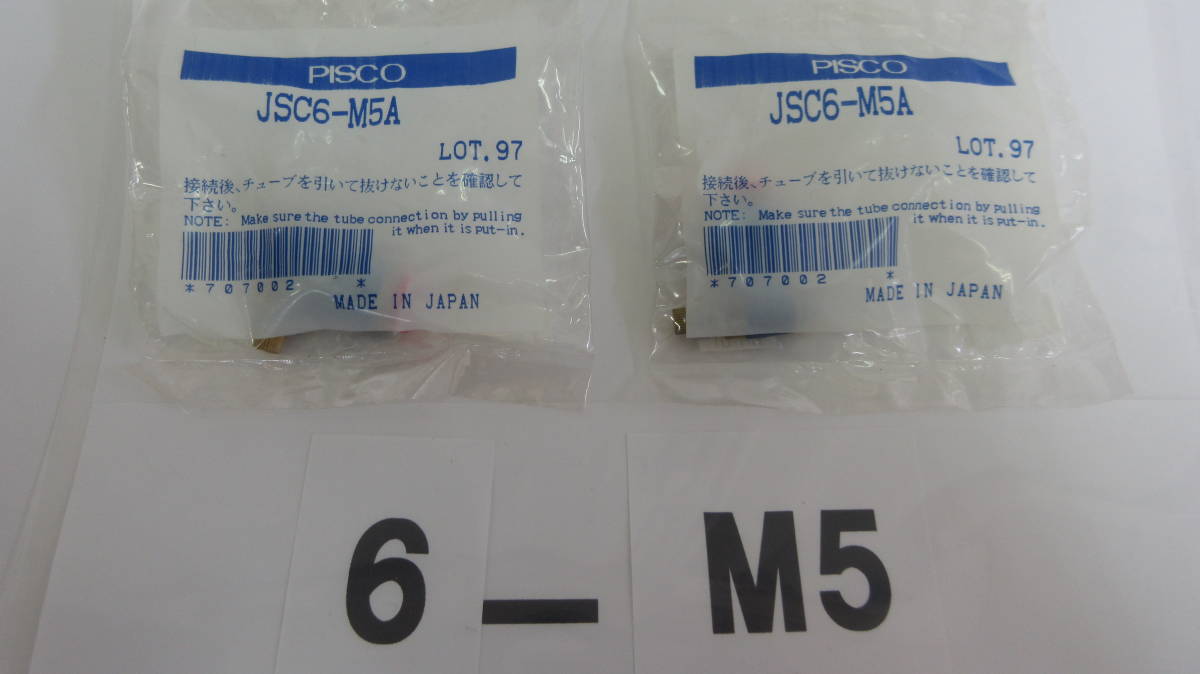 PISCO
JSC6-M5A
LOT.97
接続後、チューブを引いて抜けないことを確認して
下さい。
NOTE: Make sure the tube connection by pulling
it when it is put-in.
*707002 *
MADE IN JAPAN
PISCO
JSC6-M5A
LOT.97
接続後、チューブを引いて抜けないことを確認して
下さい。
NOTE: Make sure the tube connection by pulling
it when it is put-in.
*707002 *
MADE IN JAPAN
6-M5